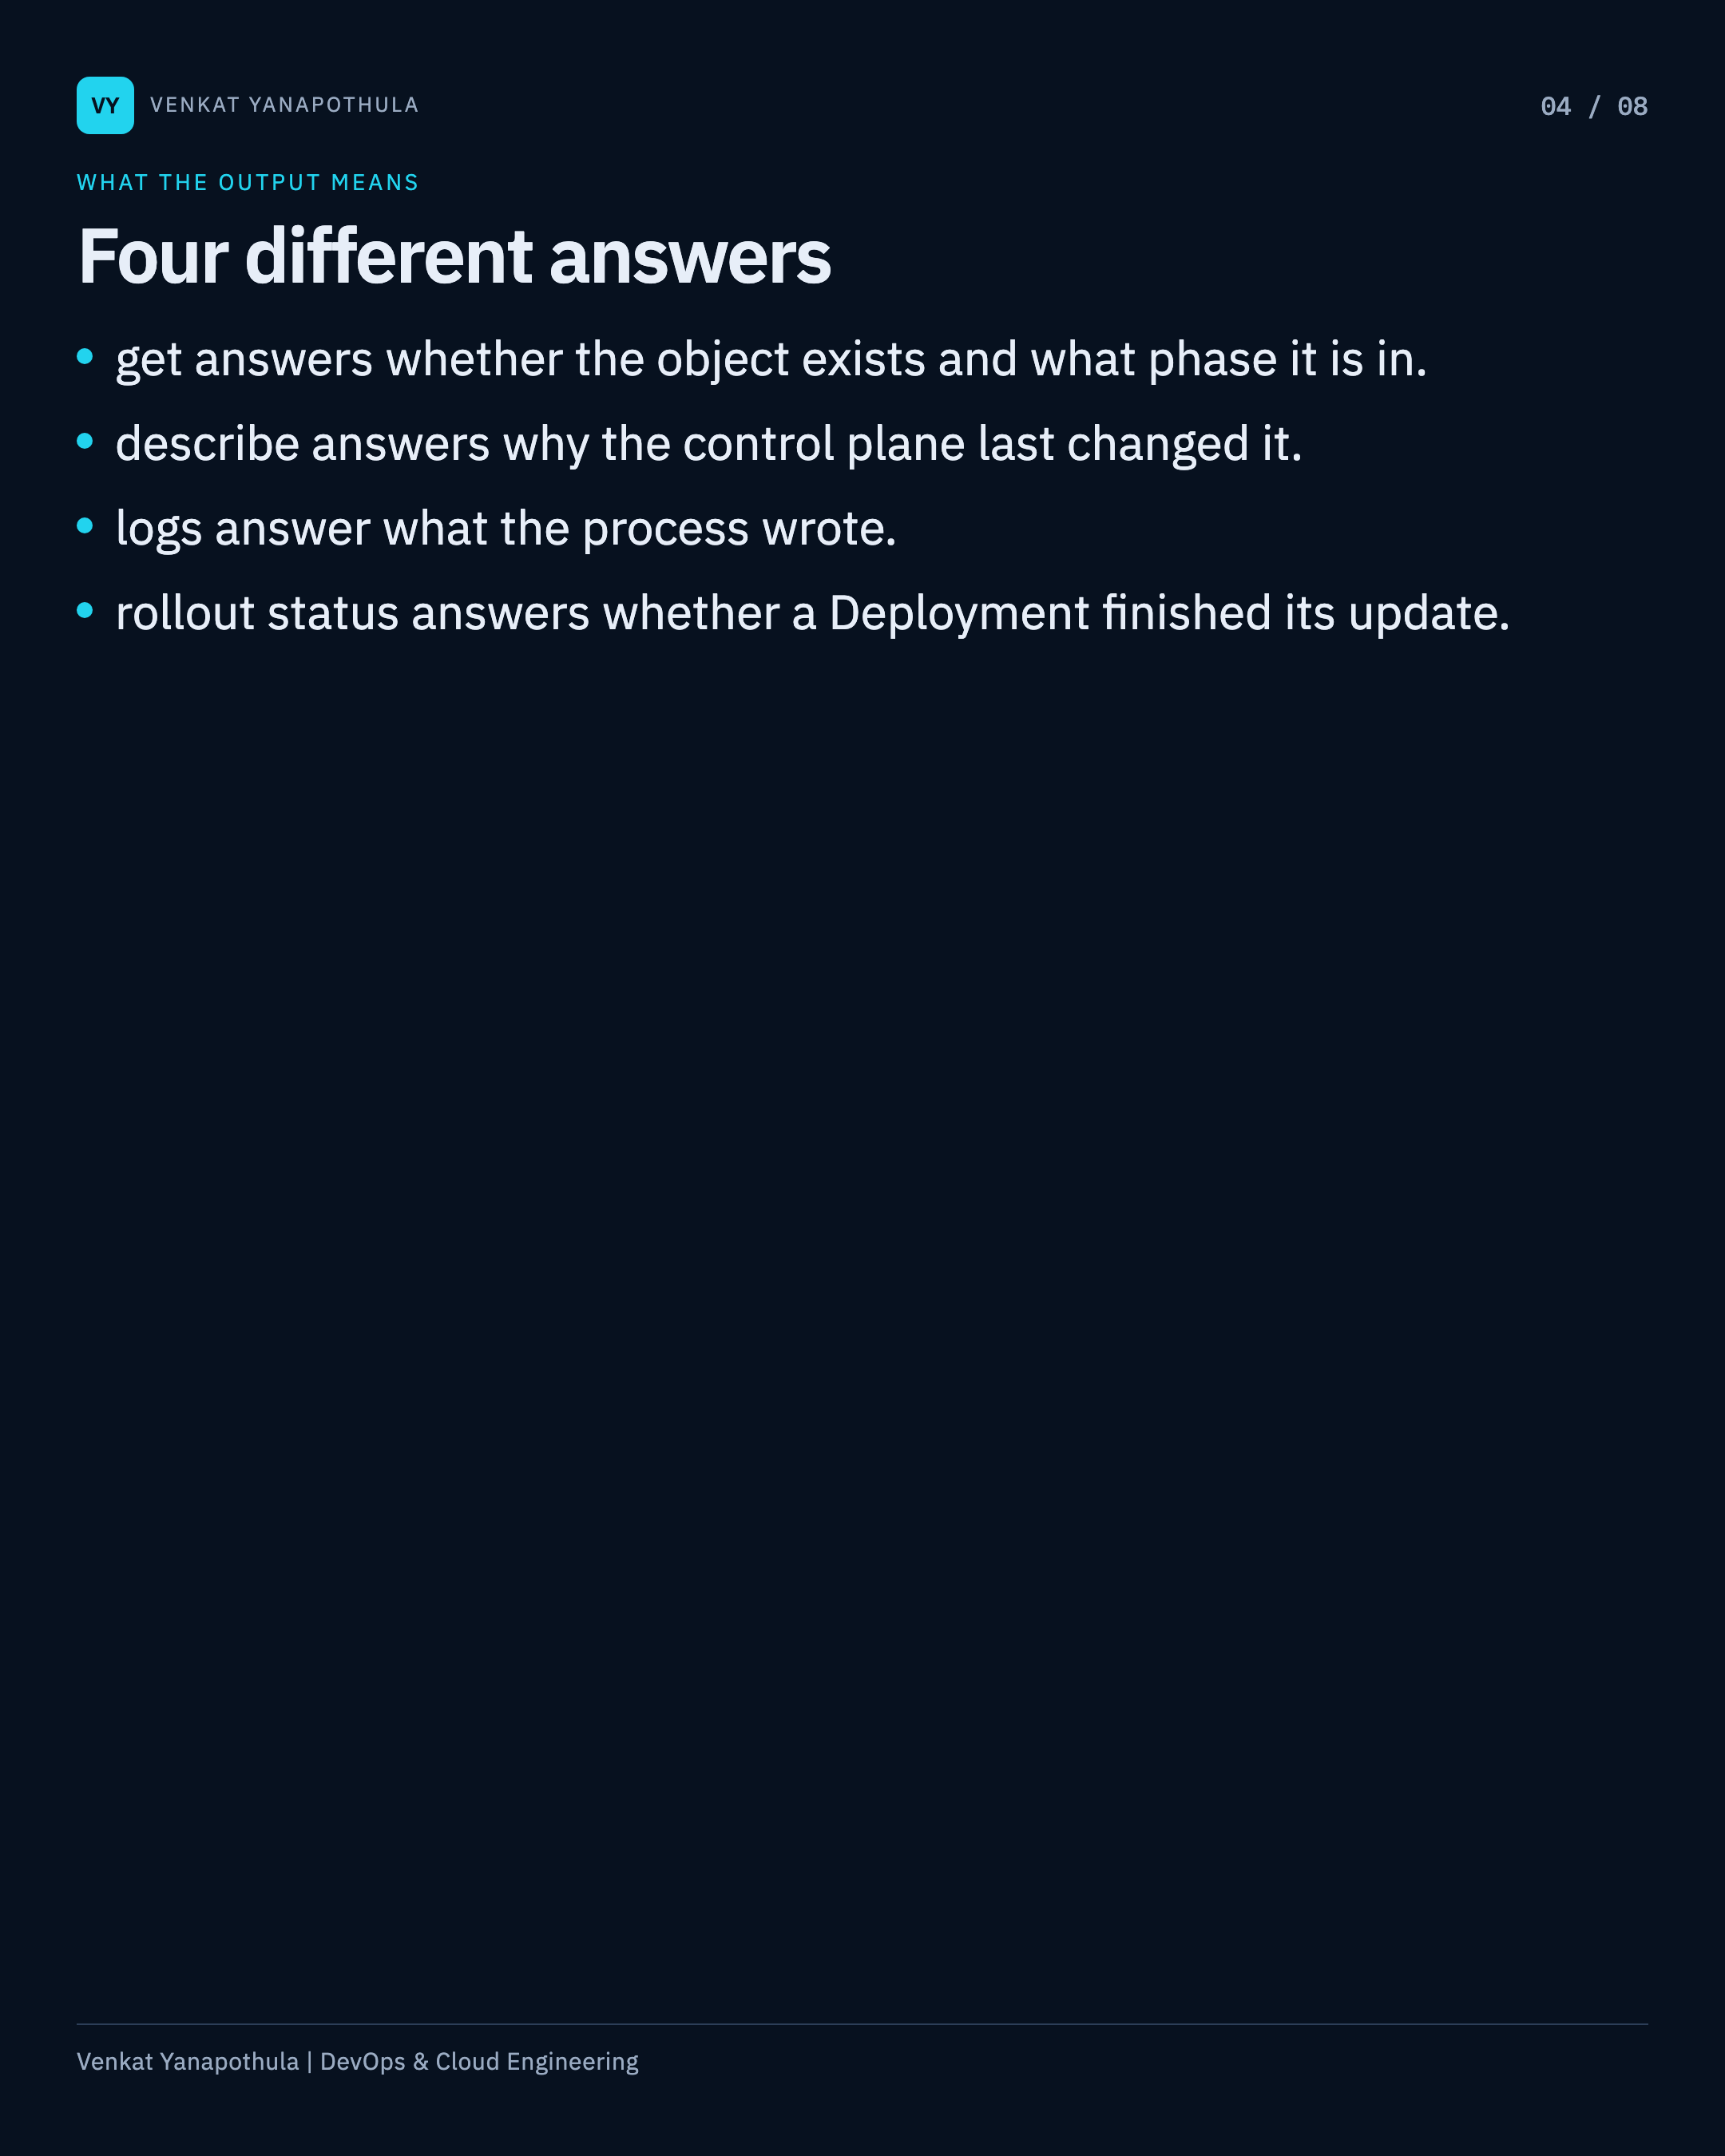 VY
VENKAT YANAPOTHULA
04 / 08
WHAT THE OUTPUT MEANS
Four different answers
get answers whether the object exists and what phase it is in.
describe answers why the control plane last changed it.
logs answer what the process wrote.
rollout status answers whether a Deployment finished its update.
Venkat Yanapothula | DevOps & Cloud Engineering